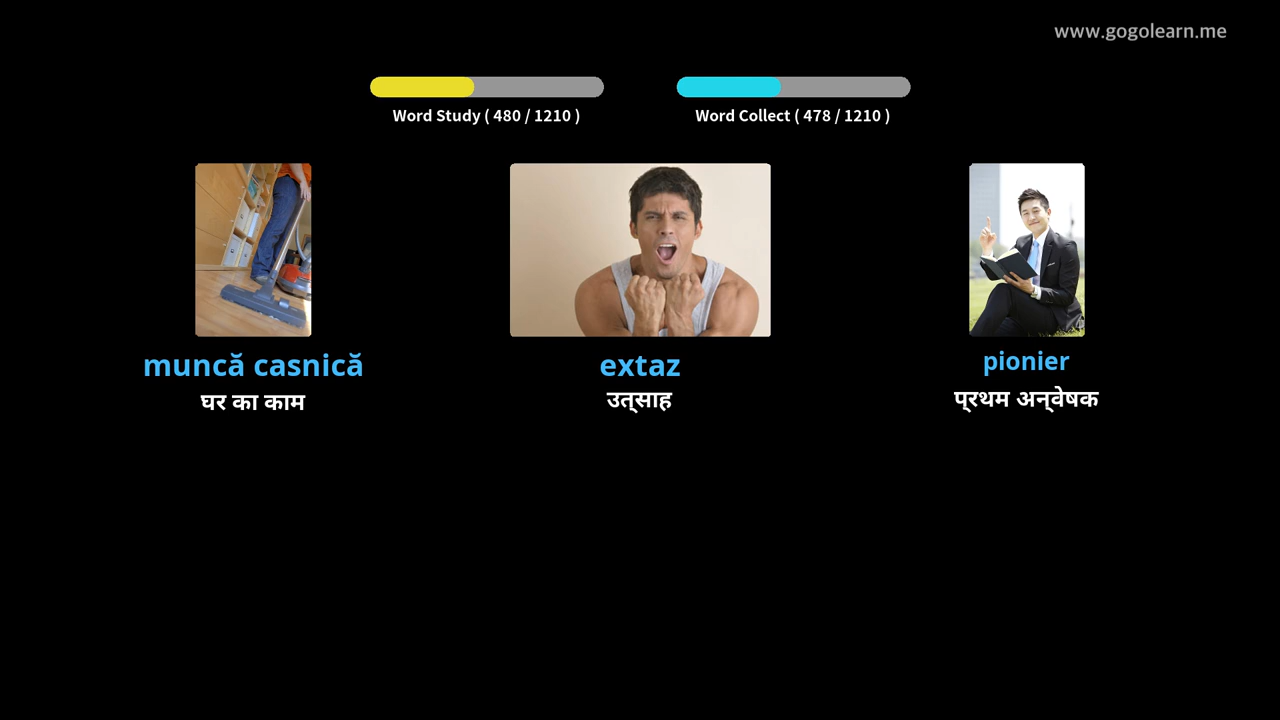 www.gogolearn.me
Word Study ( 480 / 1210 )
Word Collect ( 478 / 1210 )
muncă casnică
घर का काम
extaz
उत्साह
pionier
प्रथम अन्वेषक